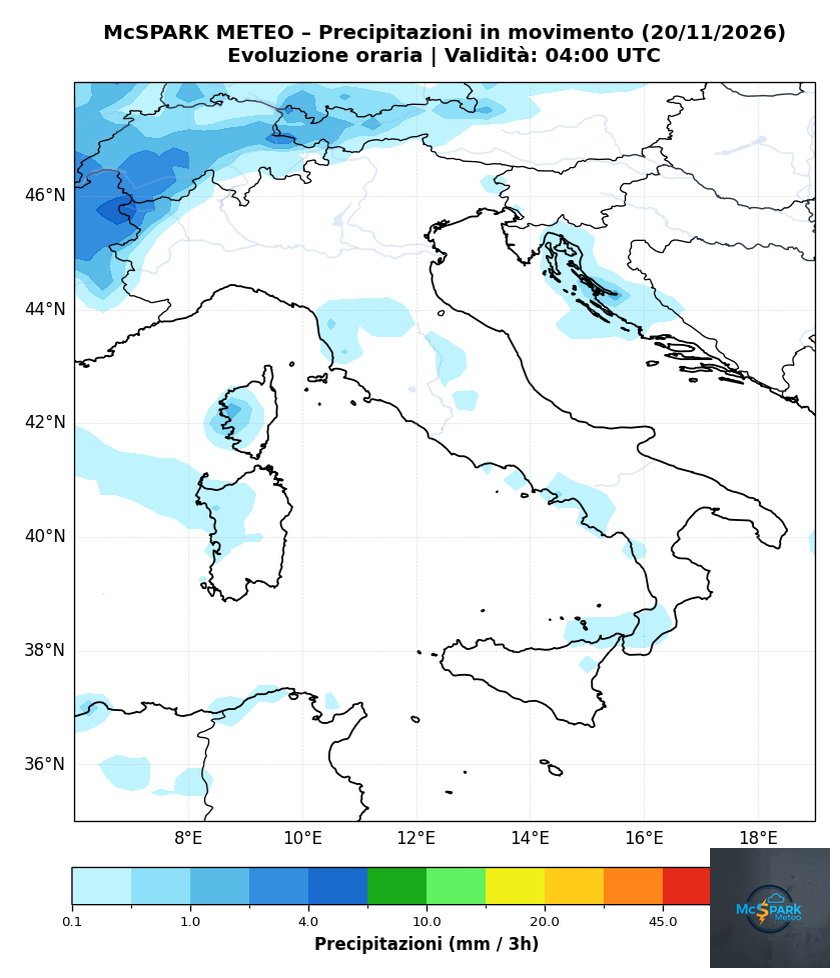 McSPARK METEO – Precipitazioni in movimento (20/11/2026)
Evoluzione oraria | Validità: 04:00 UTC
46°N
44°N
42°N
40°N
38°N
36°N
8°E 10°E 12°E 14°E 16°E 18°E
0.1 1.0 4.0 10.0 20.0 45.0
Precipitazioni (mm / 3h)
McSPARK
Meteo